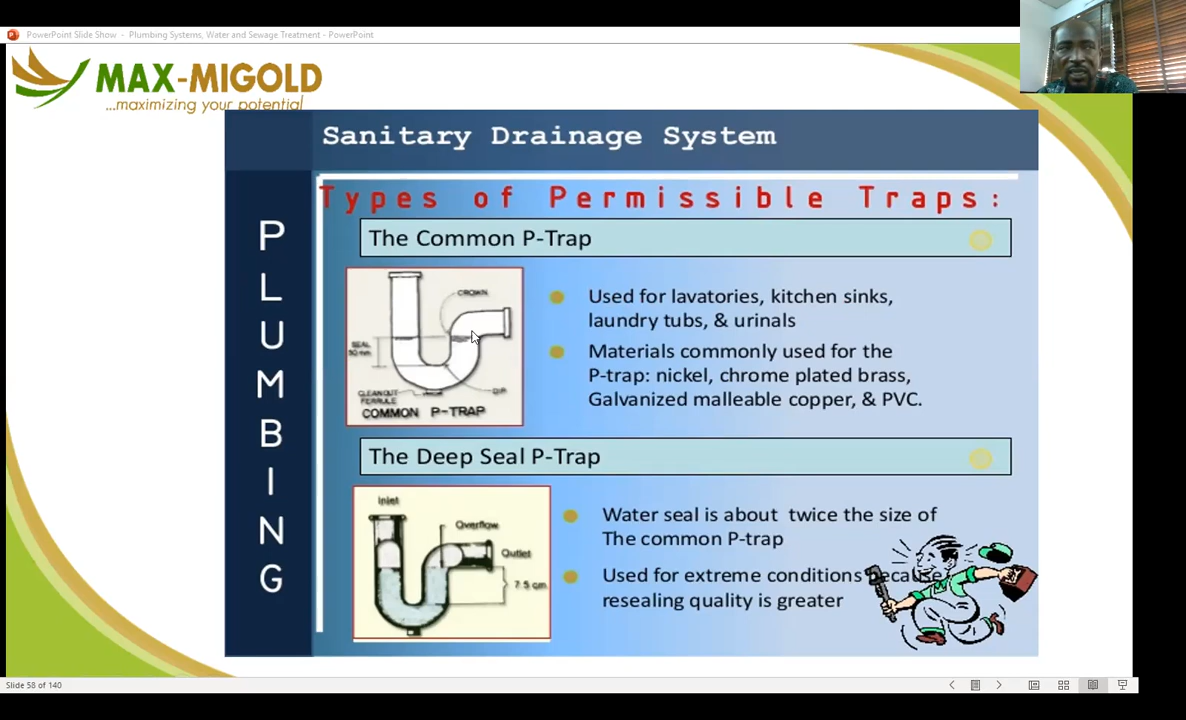 PowerPoint Slide Show - Plumbing Systems, Water and Sewage Treatment - PowerPoint
MAX-MIGOLD
...maximizing your potential
Sanitary Drainage System
PLUMBING
Types of Permissible Traps:
The Common P-Trap
CROWN
SEAL
50 mm
DIP
CLEANOUT
FERRULE
COMMON P-TRAP
Used for lavatories, kitchen sinks,
laundry tubs, & urinals
Materials commonly used for the
P-trap: nickel, chrome plated brass,
Galvanized malleable copper, & PVC.
The Deep Seal P-Trap
Inlet
Overflow
Outlet
7.5 cm
Water seal is about twice the size of
The common P-trap
Used for extreme conditions because
resealing quality is greater
Slide 58 of 140